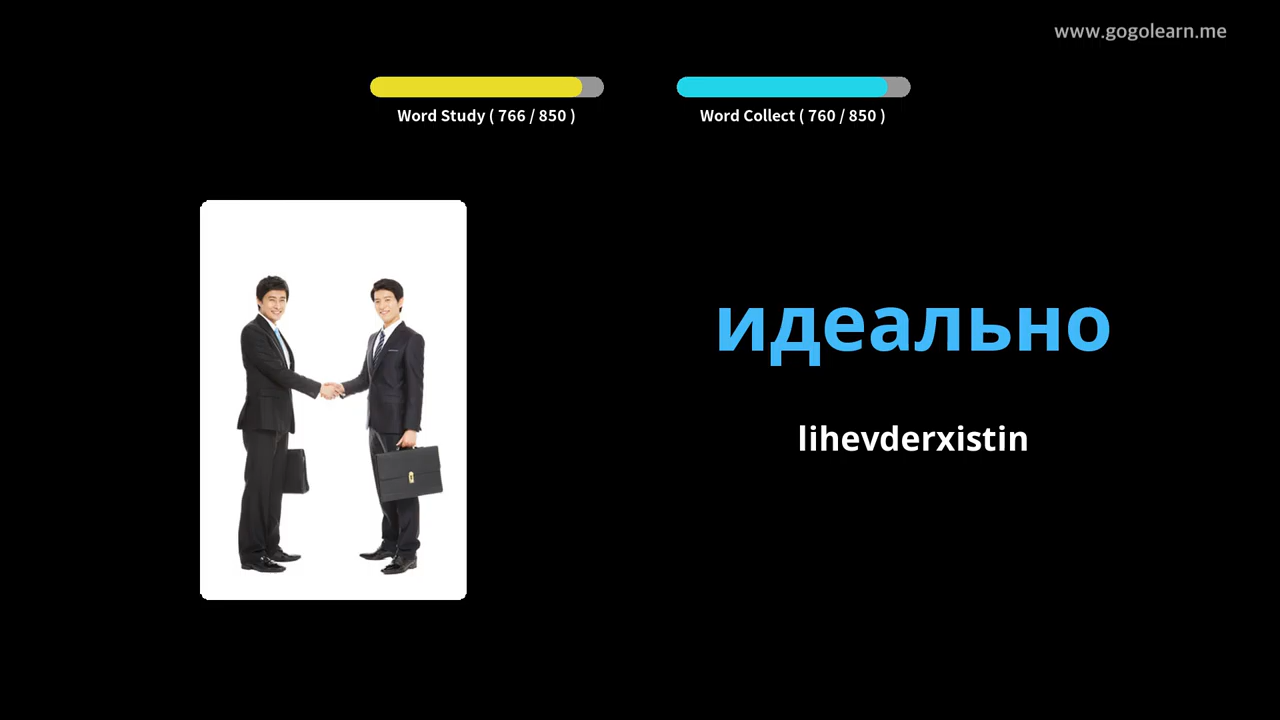 www.gogolearn.me
Word Study ( 766 / 850 )
Word Collect ( 760 / 850 )
идеально
lihevderxistin